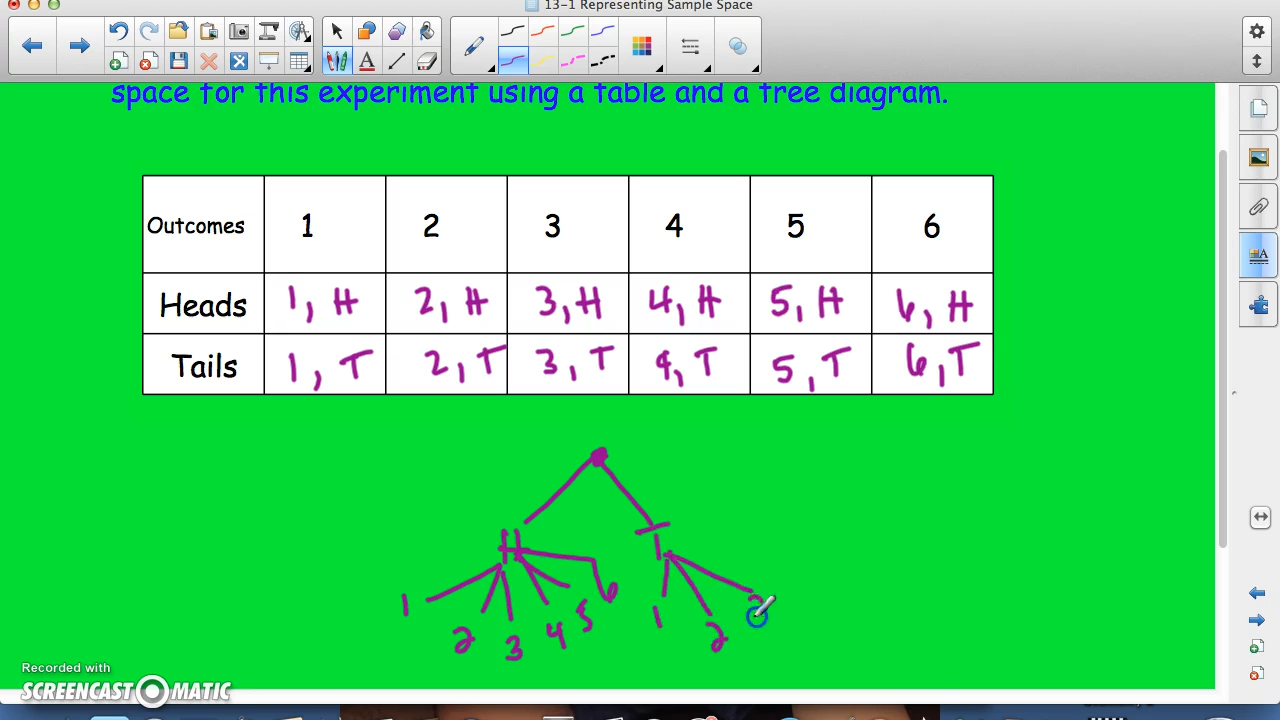 13-1 Representing Sample Space
space for this experiment using a table and a tree diagram.
Outcomes 1 2 3 4 5 6
Heads 1, H 2, H 3, H 4, H 5, H 6, H
Tails 1, T 2, T 3, T 4, T 5, T 6, T
H T
1 2 3 4 5 6 1 2 3
Recorded with
SCREENCAST-O-MATIC